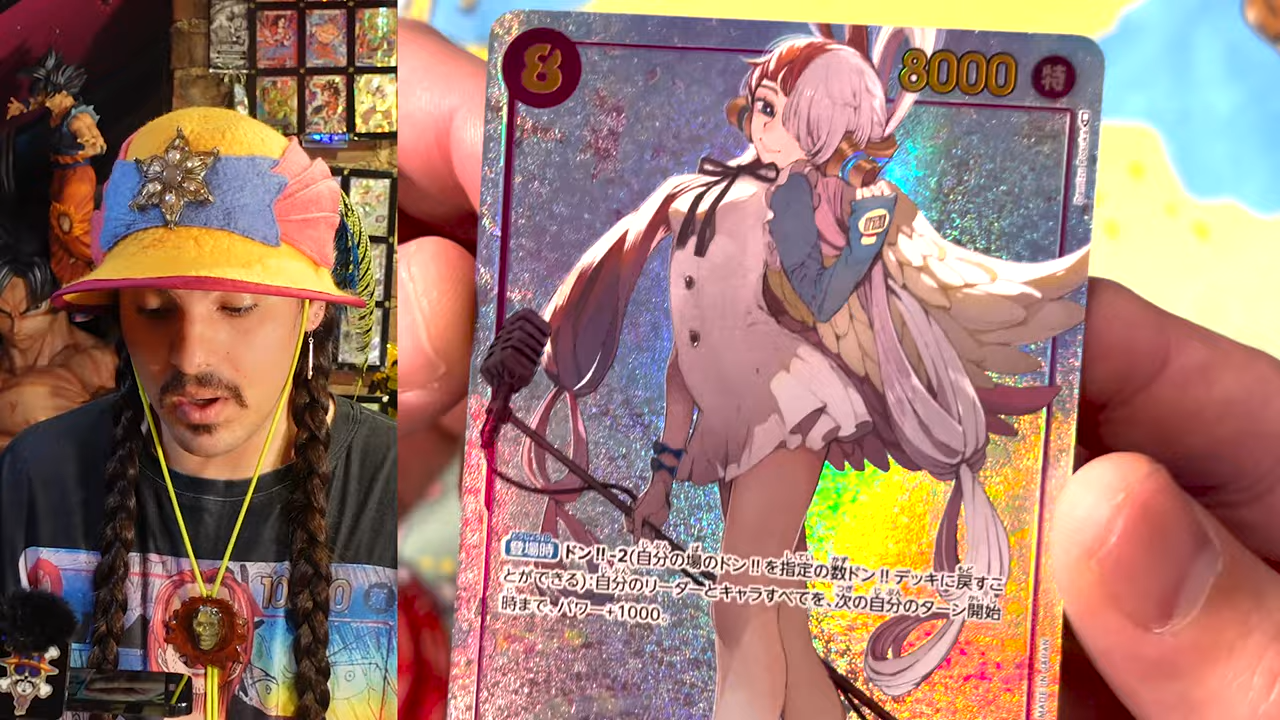 8
8000
特
登場時 ドン!!-2(自分の場のドン!!を指定の数ドン!!デッキに戻すこ
とができる):自分のリーダーとキャラすべてを、次の自分のターン開始
時まで、パワー+1000。
MADE IN JAPAN